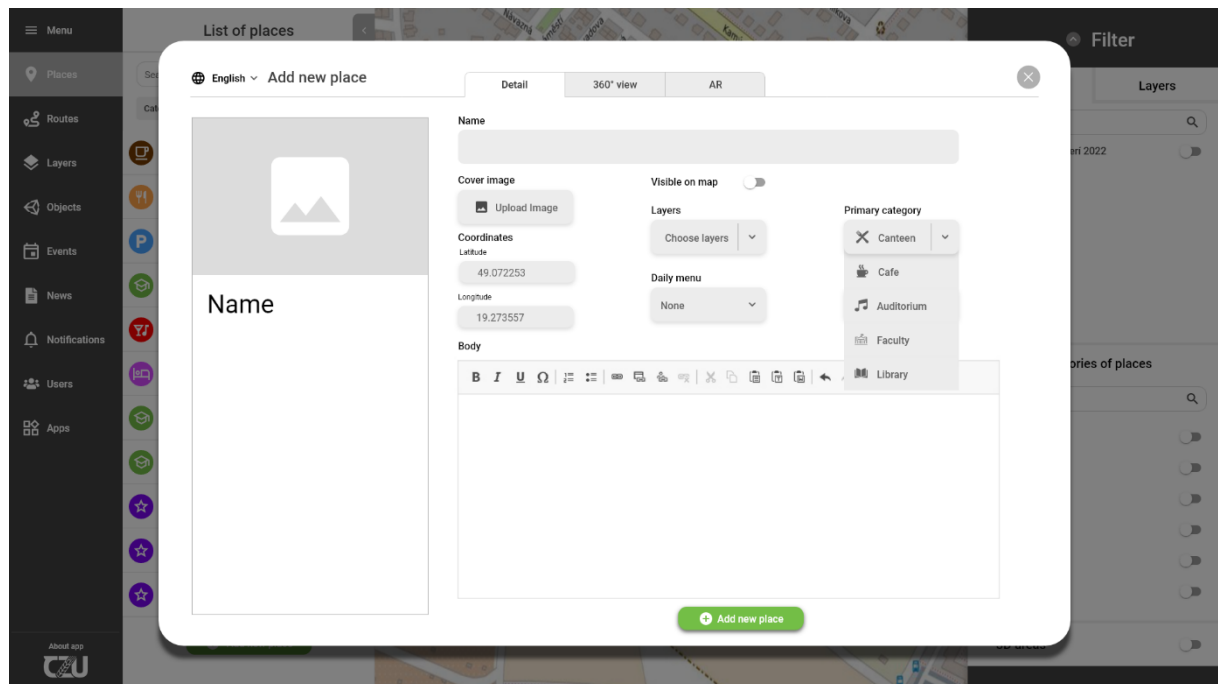 Menu
List of places
Filter
Places
English
Add new place
Detail
360° view
AR
Layers
Routes
Name
eri 2022
Layers
Cover image
Visible on map
Upload Image
Layers
Primary category
Objects
Choose layers
Canteen
Coordinates
Latitude
Events
49.072253
Cafe
Daily menu
News
Longitude
Name
None
Auditorium
19.273557
Notifications
Faculty
Body
ories of places
Users
B I U Ω
Library
Apps
Add new place
About app
CZU